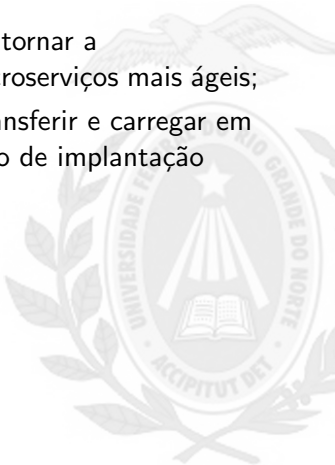 tornar a
roserviços mais ágeis;
nsferir e carregar em
o de implantação
UNIVERSIDADE FEDERAL DO RIO GRANDE DO NORTE
ACCIPITUT DET